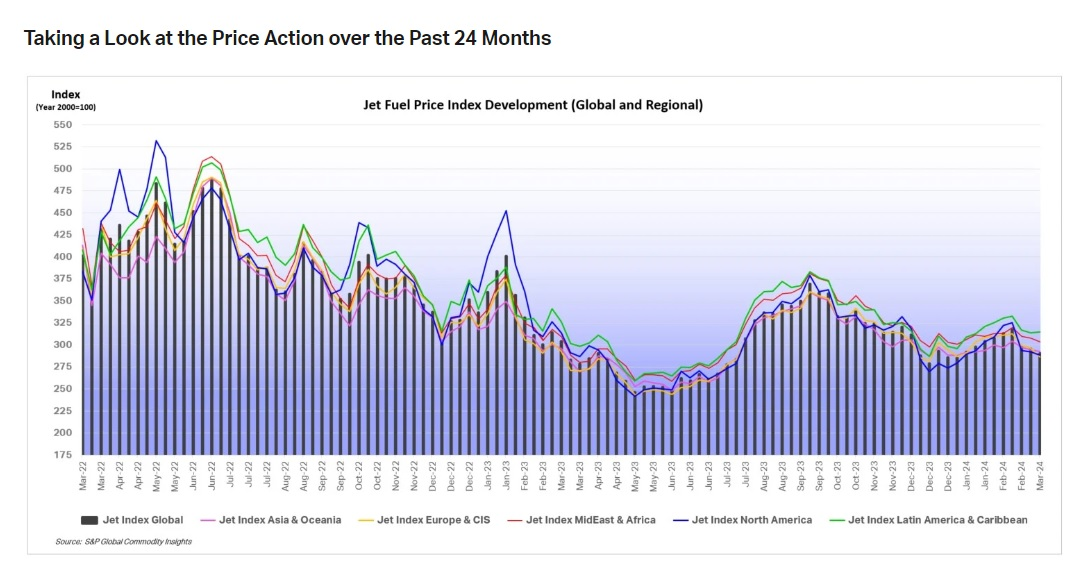 Taking a Look at the Price Action over the Past 24 Months
Index
(Year 2000=100)
Jet Fuel Price Index Development (Global and Regional)
550
525
500
475
450
425
400
375
350
325
300
275
250
225
200
175
Mar-22 Mar-22 Apr-22 Apr-22 May-22 May-22 Jun-22 Jun-22 Jul-22 Jul-22 Jul-22 Aug-22 Aug-22 Sep-22 Sep-22 Oct-22 Oct-22 Nov-22 Nov-22 Dec-22 Dec-22 Dec-22 Jan-23 Jan-23 Feb-23 Feb-23 Mar-23 Mar-23 Apr-23 Apr-23 May-23 May-23 Jun-23 Jun-23 Jun-23 Jul-23 Jul-23 Aug-23 Aug-23 Sep-23 Sep-23 Oct-23 Oct-23 Nov-23 Nov-23 Dec-23 Dec-23 Dec-23 Jan-24 Jan-24 Feb-24 Feb-24 Mar-24
Jet Index Global Jet Index Asia & Oceania Jet Index Europe & CIS Jet Index MidEast & Africa Jet Index North America Jet Index Latin America & Caribbean
Source: S&P Global Commodity Insights